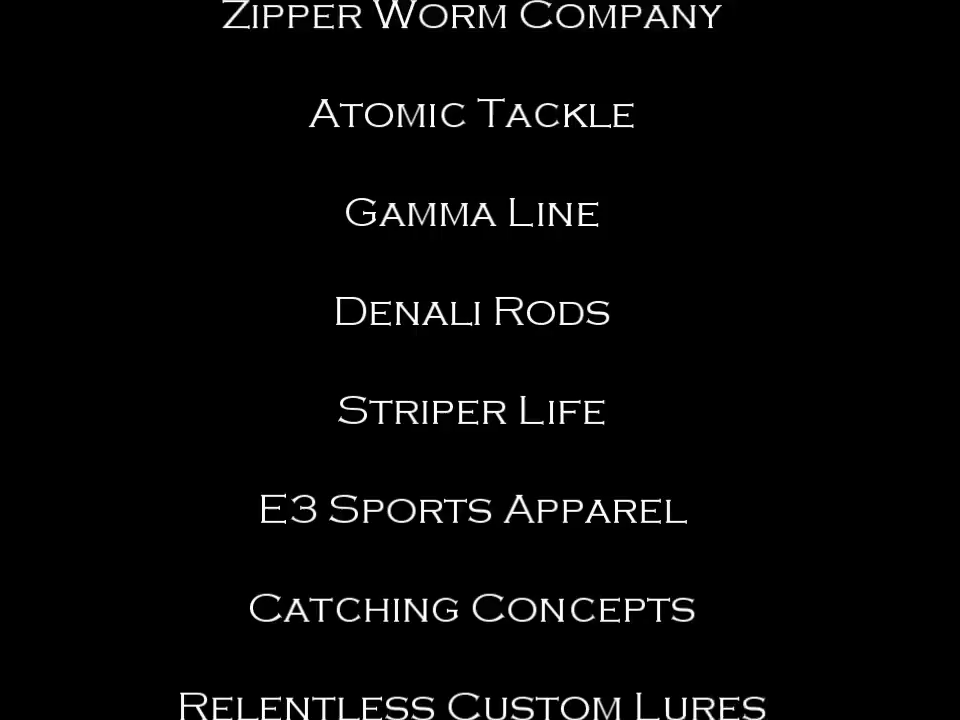 Zipper Worm Company
Atomic Tackle
Gamma Line
Denali Rods
Striper Life
E3 Sports Apparel
Catching Concepts
Relentless Custom Lures